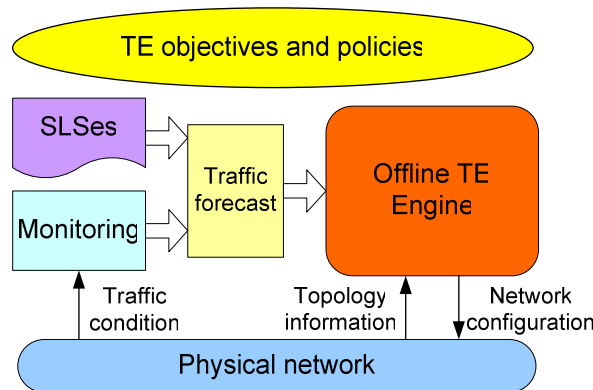 TE objectives and policies
SLSes
Traffic
forecast
Offline TE
Engine
Monitoring
Traffic
condition
Topology
information
Network
configuration
Physical network